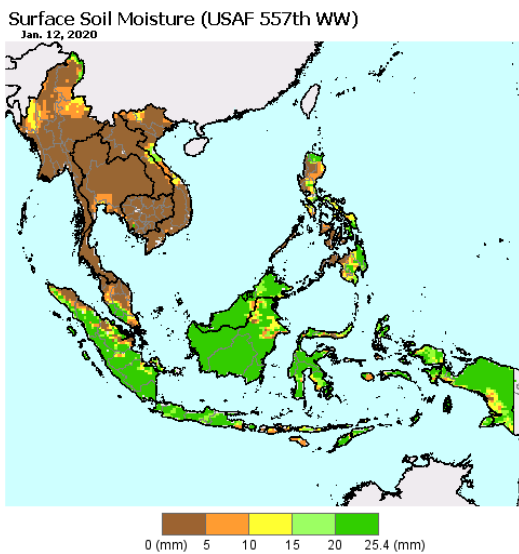 Surface Soil Moisture (USAF 557th WW)
Jan. 12, 2020
0 (mm) 5 10 15 20 25.4 (mm)